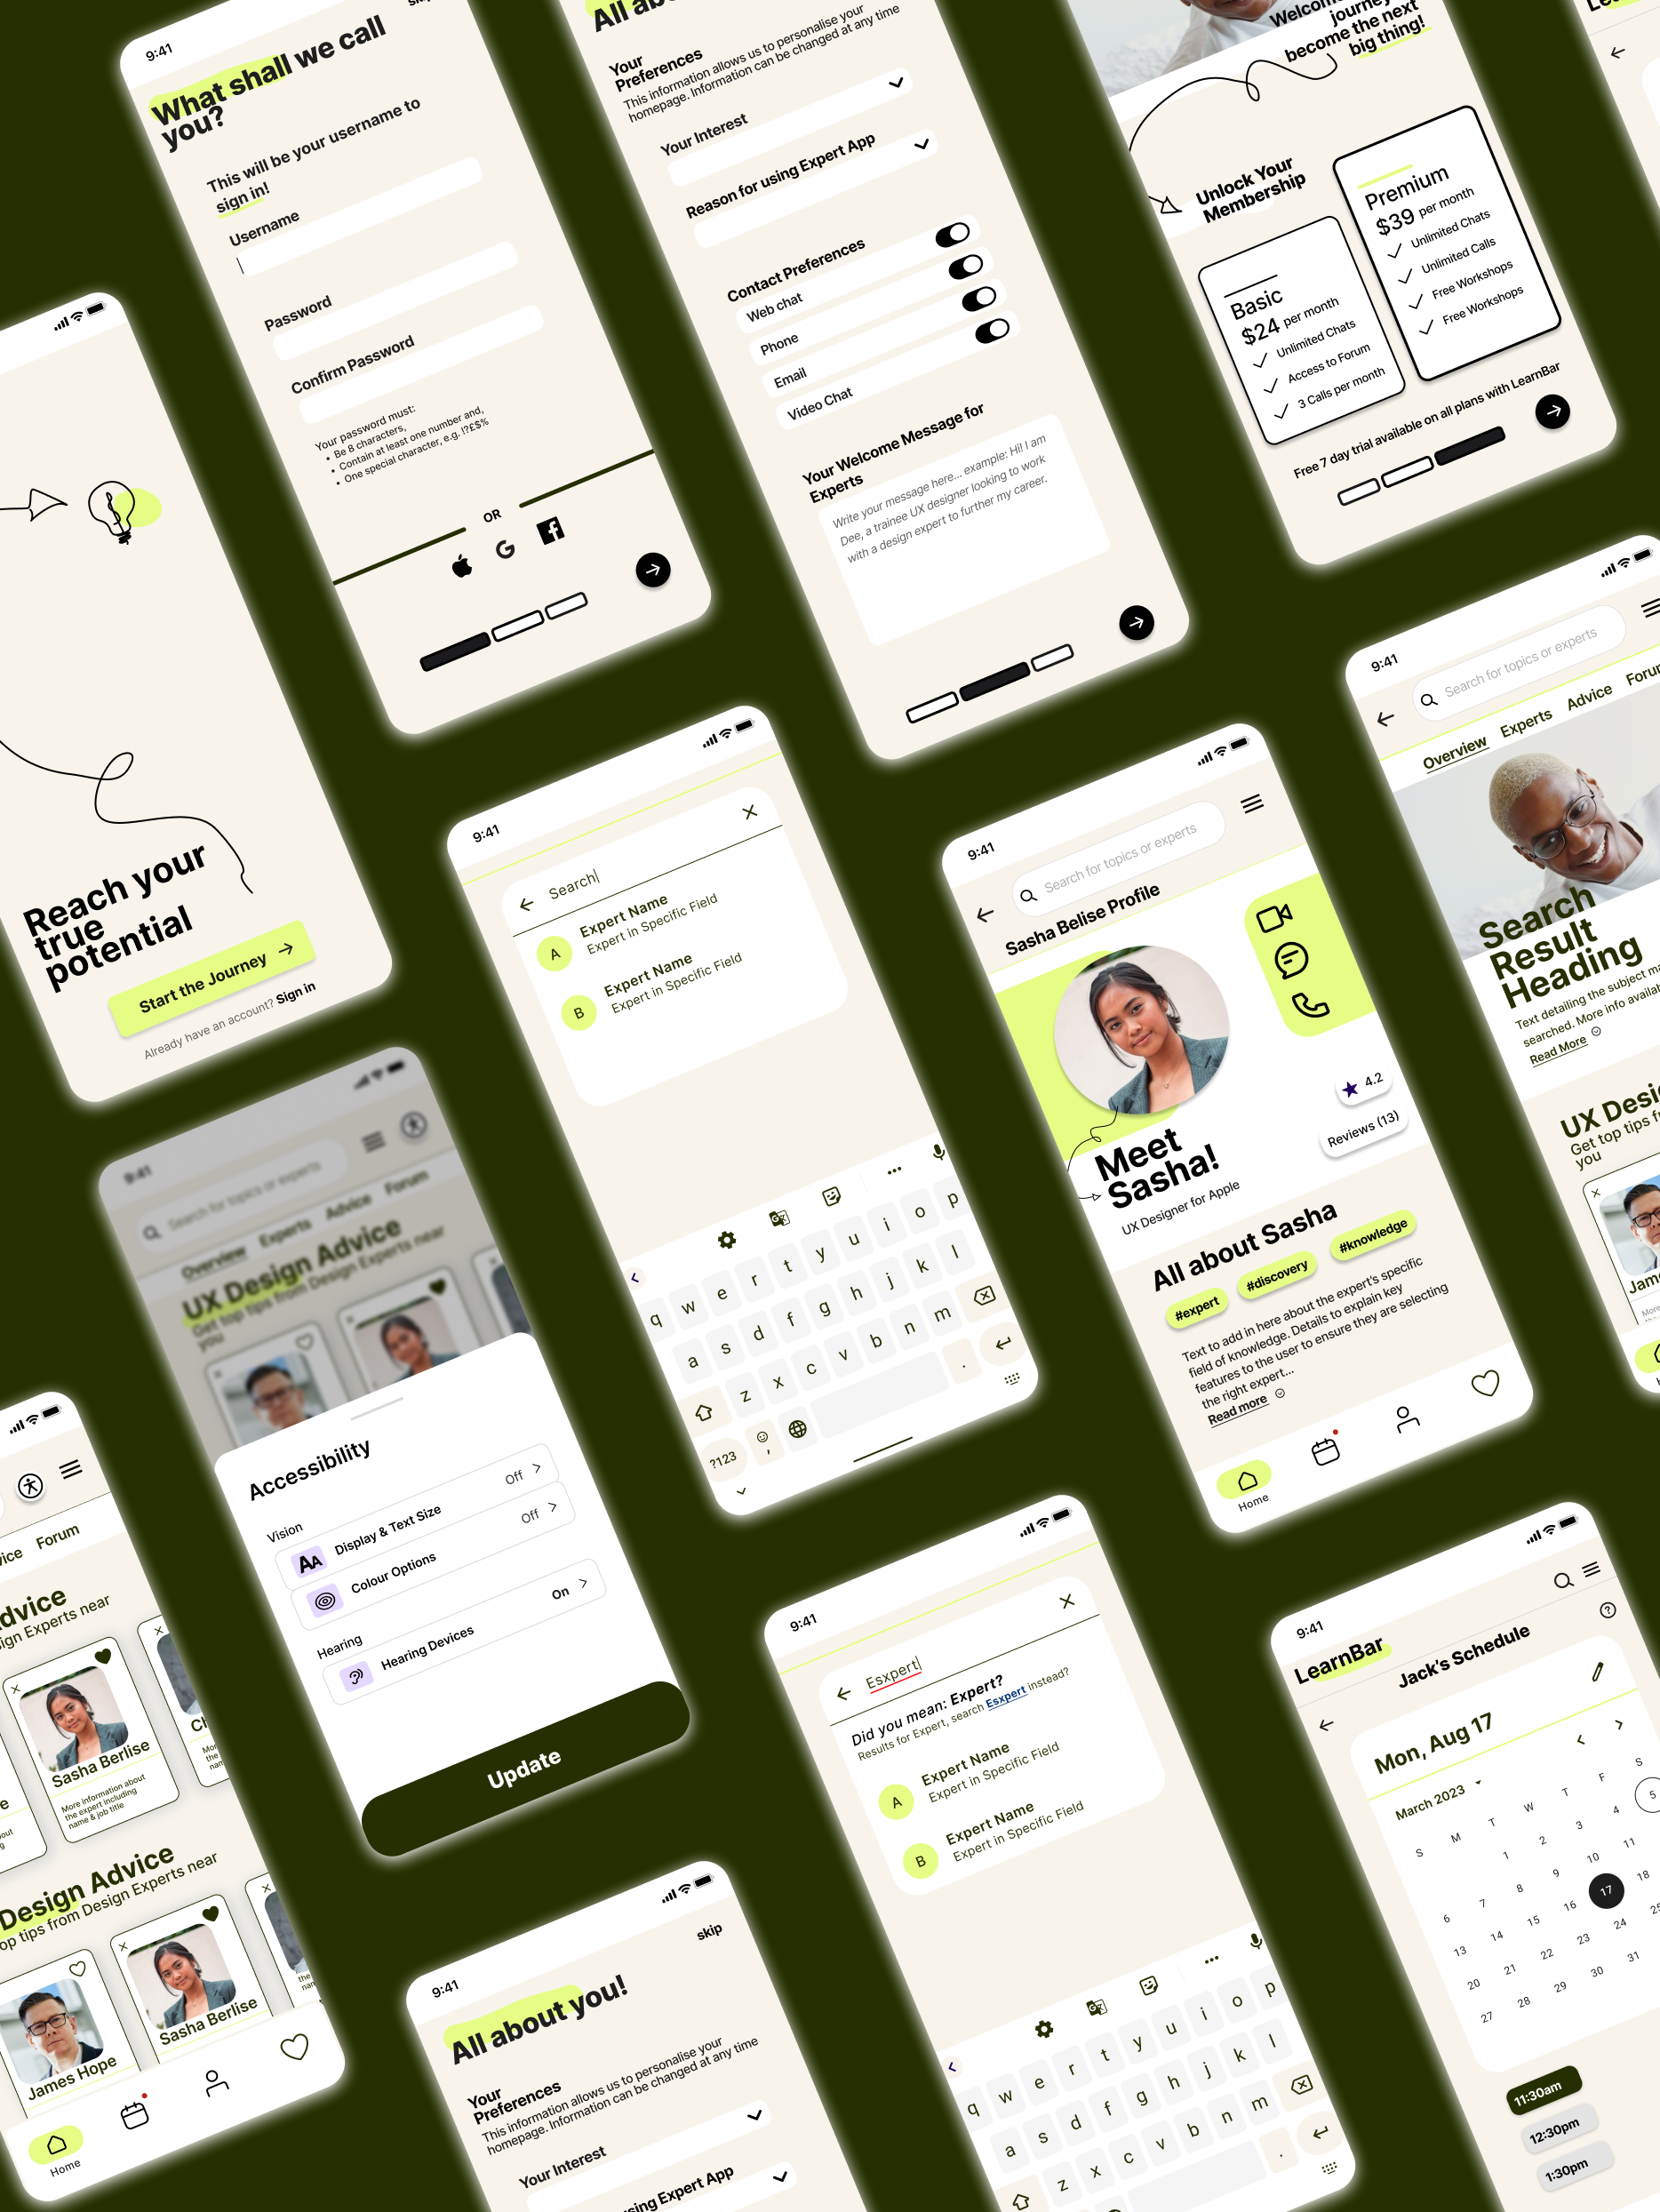 9:41
skip
What shall we call
you?
This will be your username to
sign in!
Username
Password
Confirm Password
Your password must:
• Be 8 characters,
• Contain at least one number and,
• One special character, e.g. !?£$%
OR
All about
Your
Preferences
This information allows us to personalise your
homepage. Information can be changed at any time
Your Interest
Reason for using Expert App
Contact Preferences
Web chat
Phone
Email
Video Chat
Your Welcome Message for
Experts
Write your message here... example: Hi! I am
Dee, a trainee UX designer looking to work
with a design expert to further my career.
Welcome
journey
become the next
big thing!
Unlock Your
Membership
Basic
$24 per month
Unlimited Chats
Access to Forum
3 Calls per month
Premium
$39 per month
Unlimited Chats
Unlimited Calls
Free Workshops
Free Workshops
Free 7 day trial available on all plans with LearnBar
Reach your
true
potential
Start the Journey
Already have an account? Sign in
9:41
Search
Expert Name
Expert in Specific Field
A
Expert Name
Expert in Specific Field
B
q w e r t y u i o p
a s d f g h j k l
z x c v b n m
?123 , .
9:41
Search for topics or experts
Sasha Belise Profile
4.2
Reviews (13)
Meet
Sasha!
UX Designer for Apple
All about Sasha
#expert #discovery #knowledge
Text to add in here about the expert's specific
field of knowledge. Details to explain key
features to the user to ensure they are selecting
the right expert...
Read more
Home
9:41
Search for topics or experts
Overview Experts Advice Forum
Search
Result
Heading
Text detailing the subject
searched. More info
Read More
UX Desi
Get top tips
you
Jame
9:41
Search for topics or experts
Overview Experts Advice Forum
UX Design Advice
Get top tips from Design Experts near
you
Accessibility
Vision
Display & Text Size Off
Colour Options Off
Hearing
Hearing Devices On
Update
vice Forum
dvice
sign Experts near
Sasha Berlise
More information about
the expert including
name & job title
Design Advice
op tips from Design Experts near
James Hope
Sasha Berlise
Home
9:41
skip
All about you!
Your
Preferences
This information allows us to personalise your
homepage. Information can be changed at any time
Your Interest
using Expert App
9:41
Esxpert
Did you mean: Expert?
Results for Expert, search Esxpert instead?
A
Expert Name
Expert in Specific Field
B
Expert Name
Expert in Specific Field
q w e r t y u i o p
a s d f g h j k l
z x c v b n m
.
9:41
LearnBar
Jack's Schedule
Mon, Aug 17
March 2023
S M T W T F S
1 2 3 4 5
6 7 8 9 10 11
13 14 15 16 17 18
20 21 22 23 24 25
27 28 29 30 31
11:30am
12:30pm
1:30pm